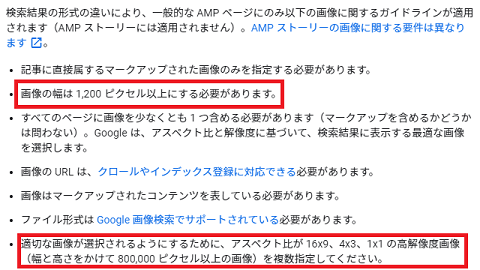 検索結果の形式の違いにより、一般的な AMP ページにのみ以下の画像に関するガイドラインが適用
されます（AMP ストーリーには適用されません）。AMP ストーリーの画像に関する要件は異なり
ます。
• 記事に直接属するマークアップされた画像のみを指定する必要があります。
• 画像の幅は 1,200 ピクセル以上にする必要があります。
• すべてのページに画像を少なくとも 1 つ含める必要があります（マークアップを含めるかどうか
は問わない）。Google は、アスペクト比と解像度に基づいて、検索結果に表示する最適な画像
を選択します。
• 画像の URL は、クロールやインデックス登録に対応できる必要があります。
• 画像はマークアップされたコンテンツを表している必要があります。
• ファイル形式は Google 画像検索でサポートされている必要があります。
• 適切な画像が選択されるようにするために、アスペクト比が 16x9、4x3、1x1 の高解像度画像
（幅と高さをかけて 800,000 ピクセル以上の画像）を複数指定してください。